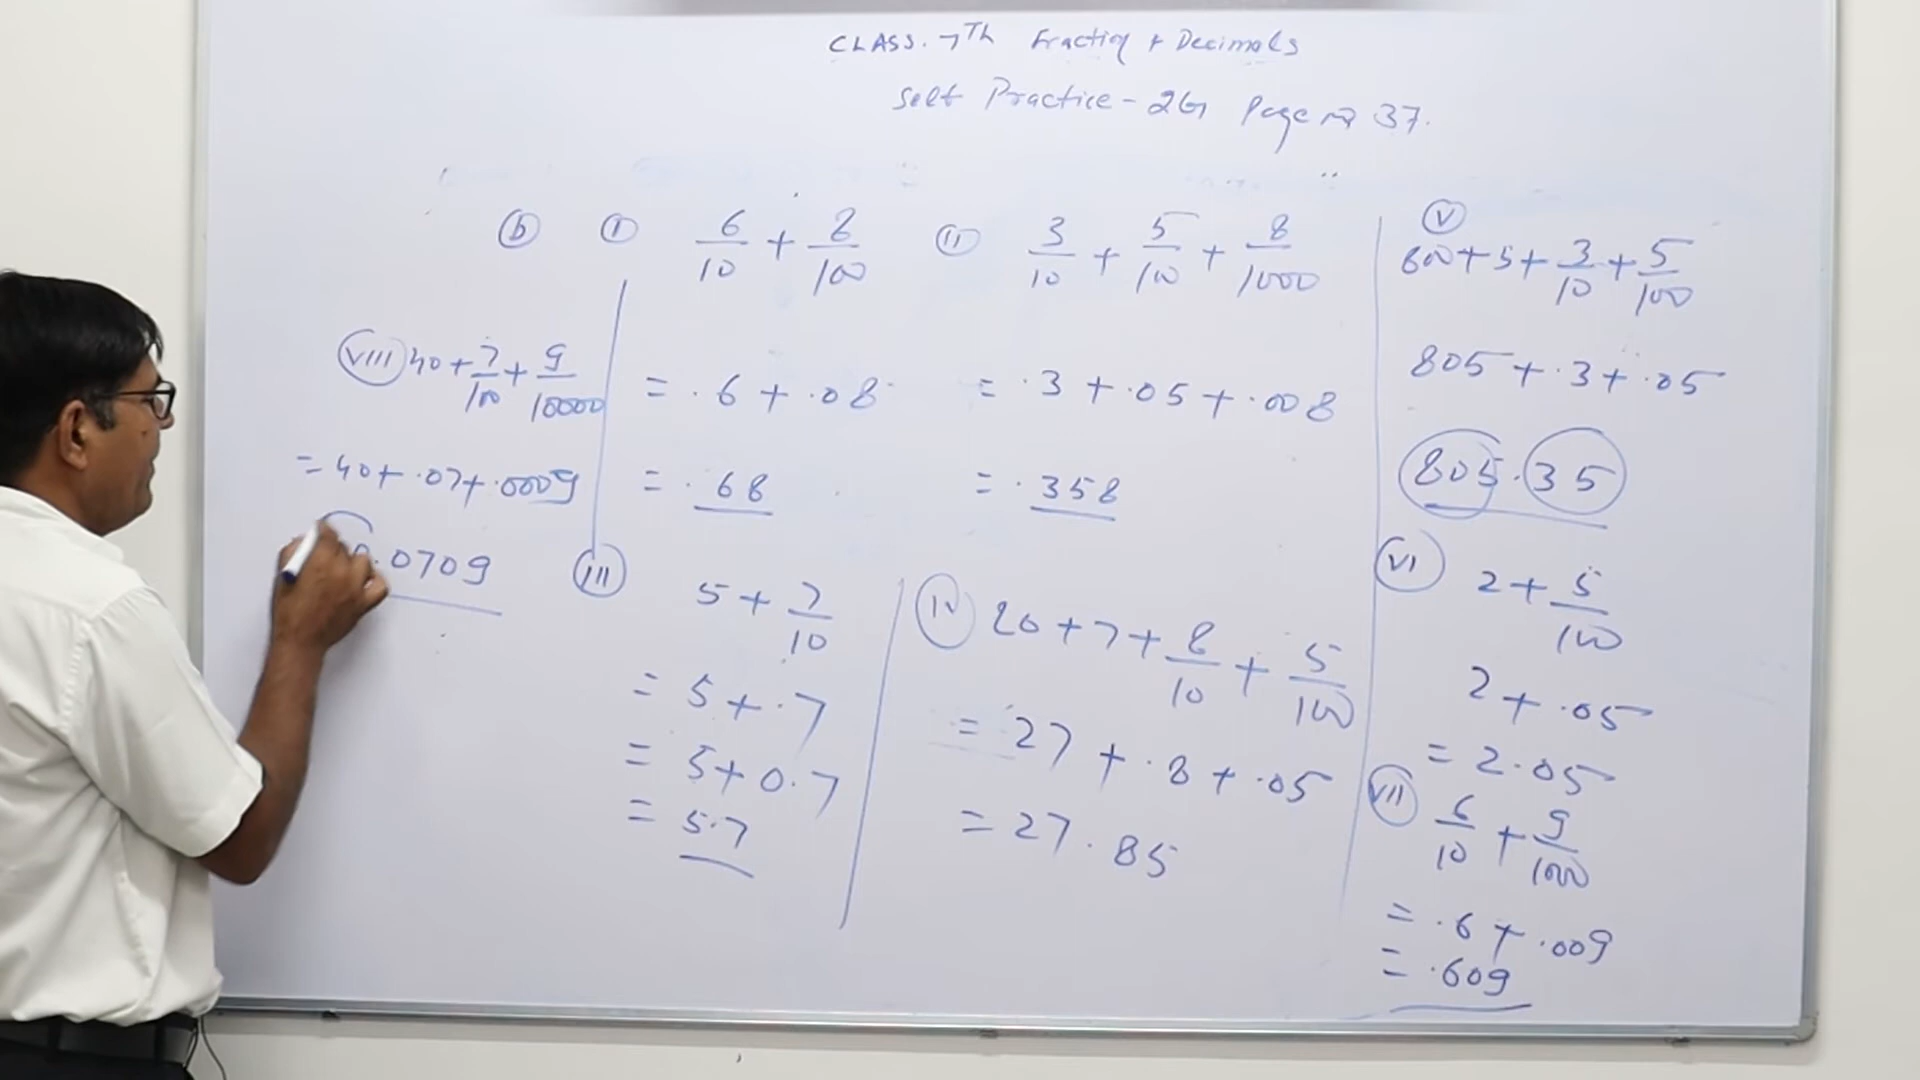 CLASS. 7Th Fraction & Decimals
Self Practice - 2G Page no 37.
(b) (i) 6/10 + 8/100
= .6 + .08
= .68
(ii) 3/10 + 5/100 + 8/1000
= .3 + .05 + .008
= .358
(iii) 5 + 7/10
= 5 + .7
= 5 + 0.7
= 5.7
(iv) 20 + 7 + 8/10 + 5/100
= 27 + .8 + .05
= 27.85
(v)
800 + 5 + 3/10 + 5/100
805 + .3 + .05
805.35
(vi) 2 + 5/100
2 + .05
= 2.05
(vii) 6/10 + 9/1000
= .6 + .009
= .609
(viii) 40 + 7/100 + 9/10000
= 40 + .07 + .0009
.0709